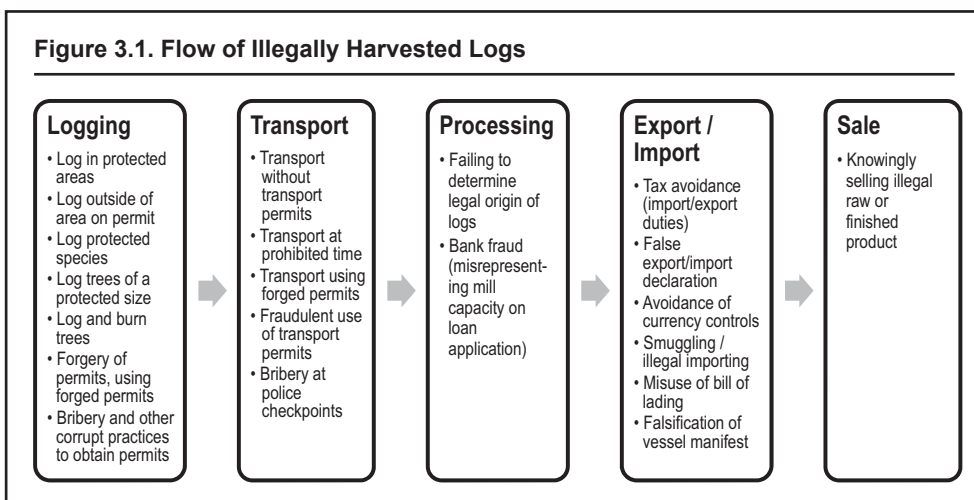 Figure 3.1. Flow of Illegally Harvested Logs
Logging
• Log in protected
areas
• Log outside of
area on permit
• Log protected
species
• Log trees of a
protected size
• Log and burn
trees
• Forgery of
permits, using
forged permits
• Bribery and other
corrupt practices
to obtain permits
Transport
• Transport
without
transport
permits
• Transport at
prohibited time
• Transport using
forged permits
• Fraudulent use
of transport
permits
• Bribery at
police
checkpoints
Processing
• Failing to
determine
legal origin of
logs
• Bank fraud
(misrepresent-
ing mill
capacity on
loan
application)
Export /
Import
• Tax avoidance
(import/export
duties)
• False
export/import
declaration
• Avoidance of
currency controls
• Smuggling /
illegal importing
• Misuse of bill of
lading
• Falsification of
vessel manifest
Sale
• Knowingly
selling illegal
raw or
finished
product